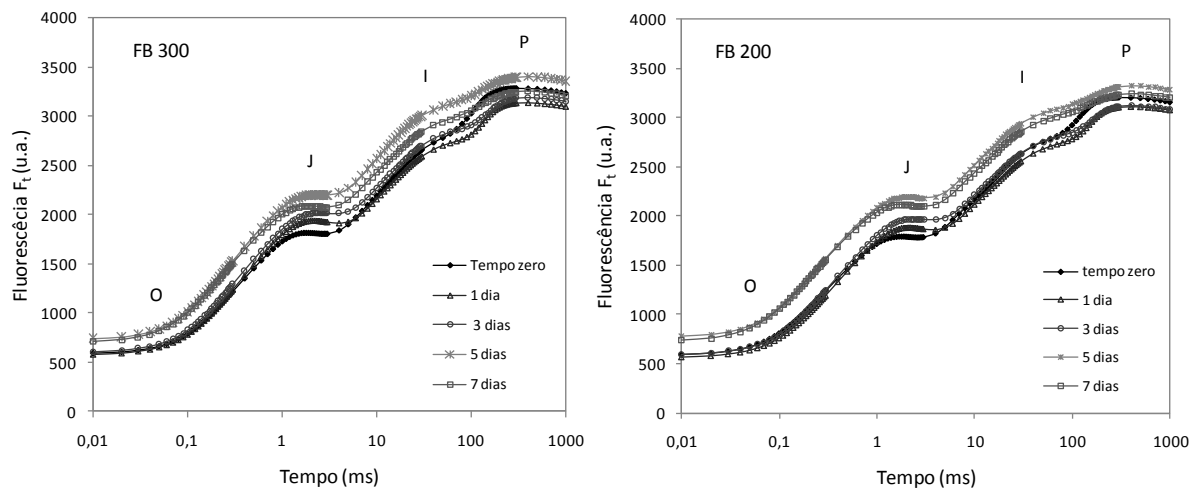 FB 300
Fluorescêcia Ft (u.a.)
4000
3500
3000
2500
2000
1500
1000
500
0
O
J
I
P
Tempo zero
1 dia
3 dias
5 dias
7 dias
0,01
0,1
1
10
100
1000
Tempo (ms)
FB 200
Fluorescência Ft (u.a.)
4000
3500
3000
2500
2000
1500
1000
500
0
O
J
I
P
tempo zero
1 dia
3 dias
5 dias
7 dias
0,01
0,1
1
10
100
1000
Tempo (ms)